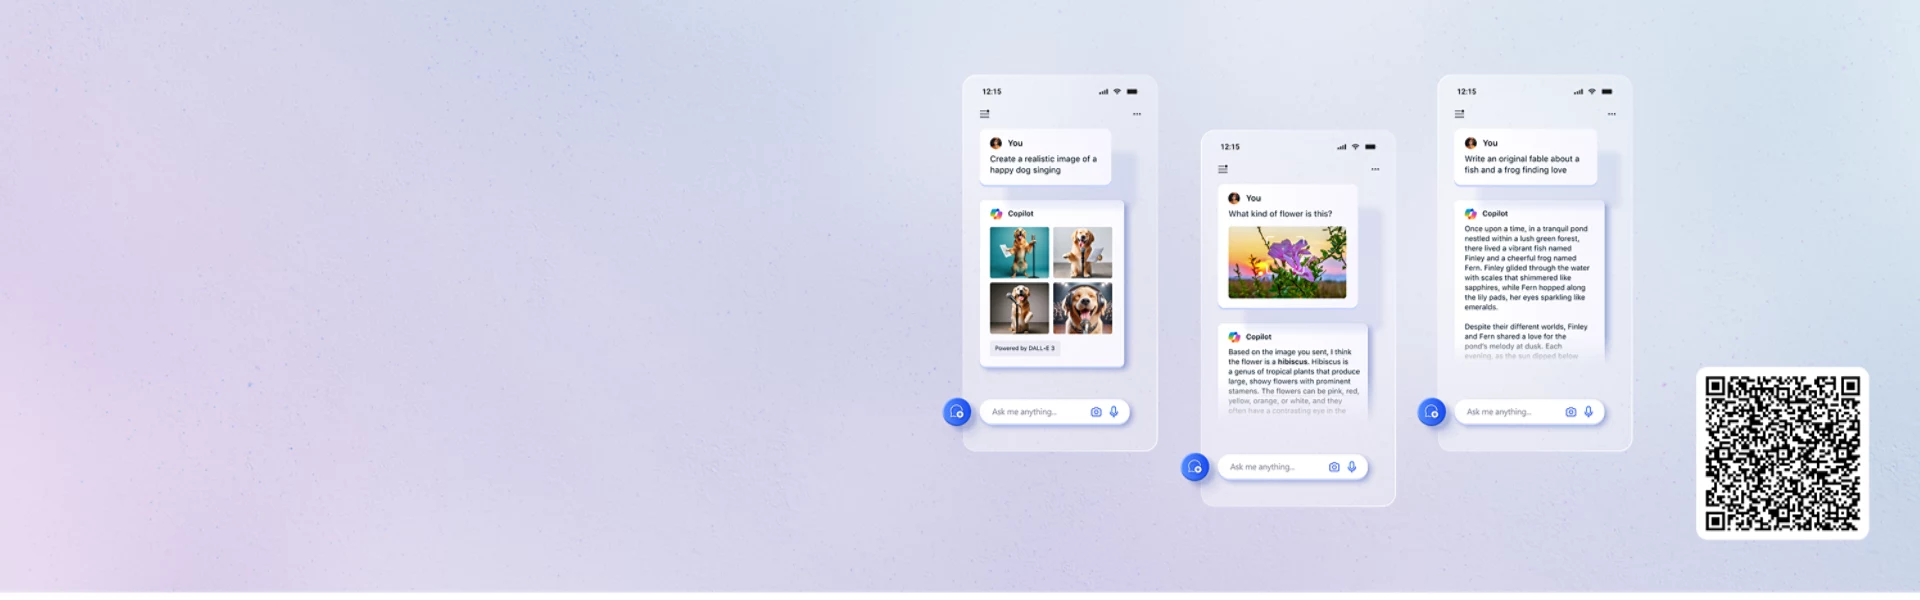 12:15
You
Create a realistic image of a
happy dog singing
Copilot
Powered by DALL•E 3
Ask me anything...
12:15
You
What kind of flower is this?
Copilot
Based on the image you sent, I think
the flower is a hibiscus. Hibiscus is
a genus of tropical plants that produce
large, showy flowers with prominent
stamens. The flowers can be pink, red,
yellow, orange, or white, and they
often have a contrasting eye in the
Ask me anything...
12:15
You
Write an original fable about a
fish and a frog finding love
Copilot
Once upon a time, in a tranquil pond
nestled within a lush green forest,
there lived a vibrant fish named
Finley and a cheerful frog named
Fern. Finley glided through the water
with scales that shimmered like
sapphires, while Fern hopped along
the lily pads, her eyes sparkling like
emeralds.
Despite their different worlds, Finley
and Fern shared a love for the
pond's melody at dusk. Each
evening, as the sun dipped below
Ask me anything...